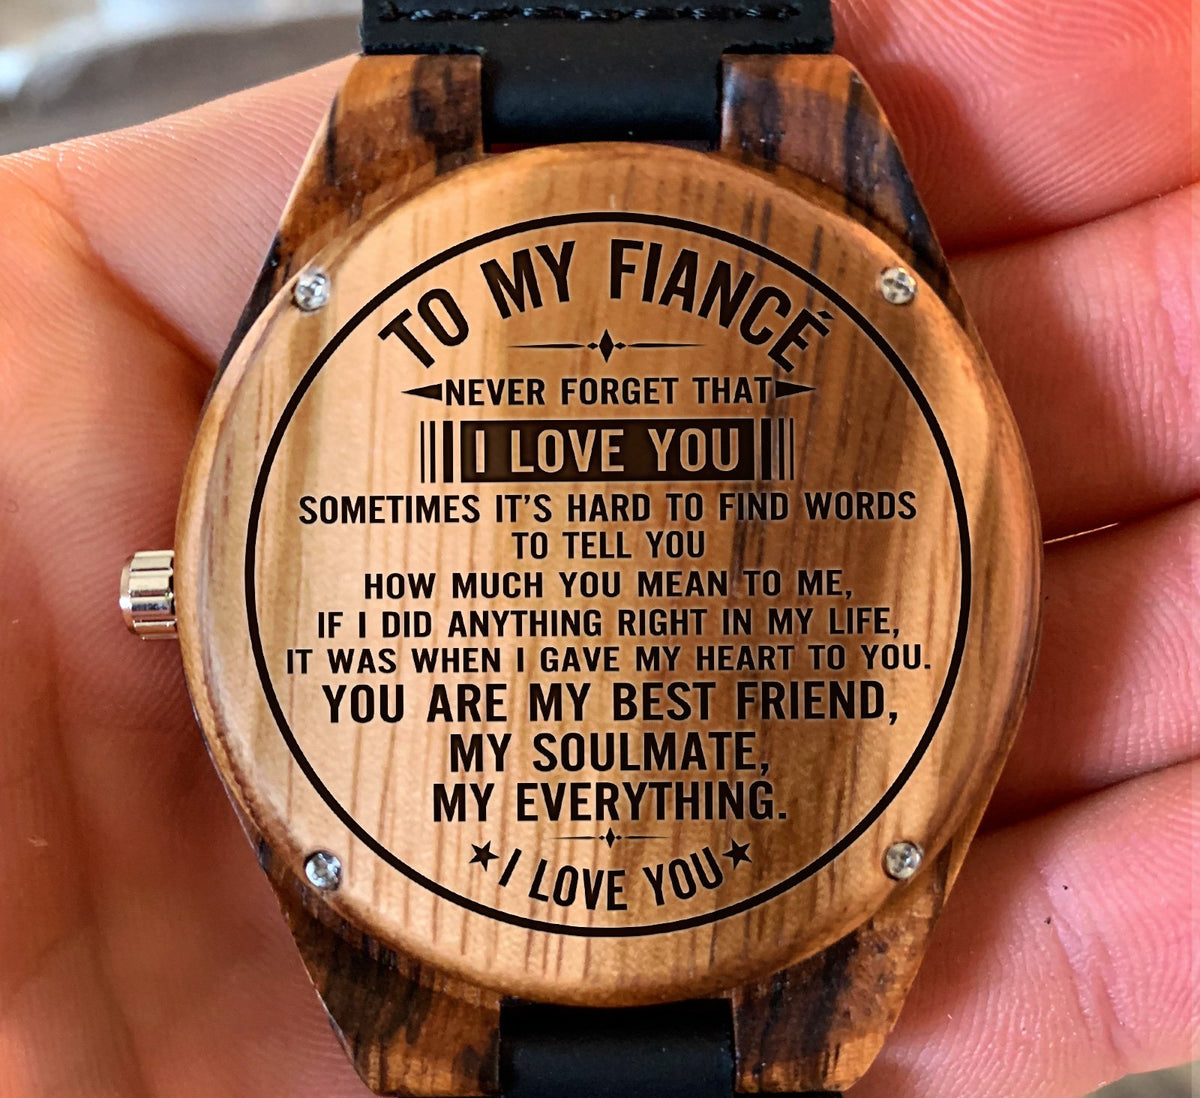 TO MY FIANCÉ
NEVER FORGET THAT
I LOVE YOU
SOMETIMES IT'S HARD TO FIND WORDS
TO TELL YOU
HOW MUCH YOU MEAN TO ME,
IF I DID ANYTHING RIGHT IN MY LIFE,
IT WAS WHEN I GAVE MY HEART TO YOU.
YOU ARE MY BEST FRIEND,
MY SOULMATE,
MY EVERYTHING.
I LOVE YOU